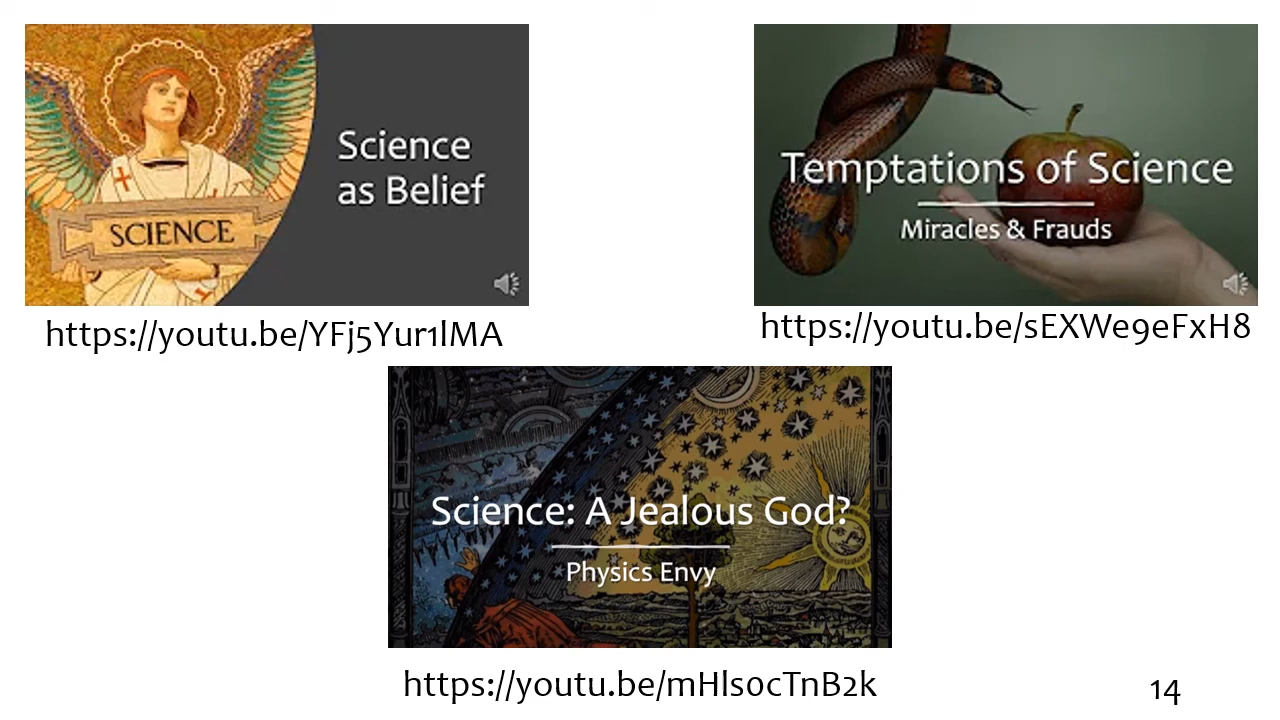 SCIENCE
Science
as Belief
https://youtu.be/YFj5Yur1lMA
Temptations of Science
Miracles & Frauds
https://youtu.be/sEXWe9eFxH8
Science: A Jealous God?
Physics Envy
https://youtu.be/mHls0cTnB2k
14